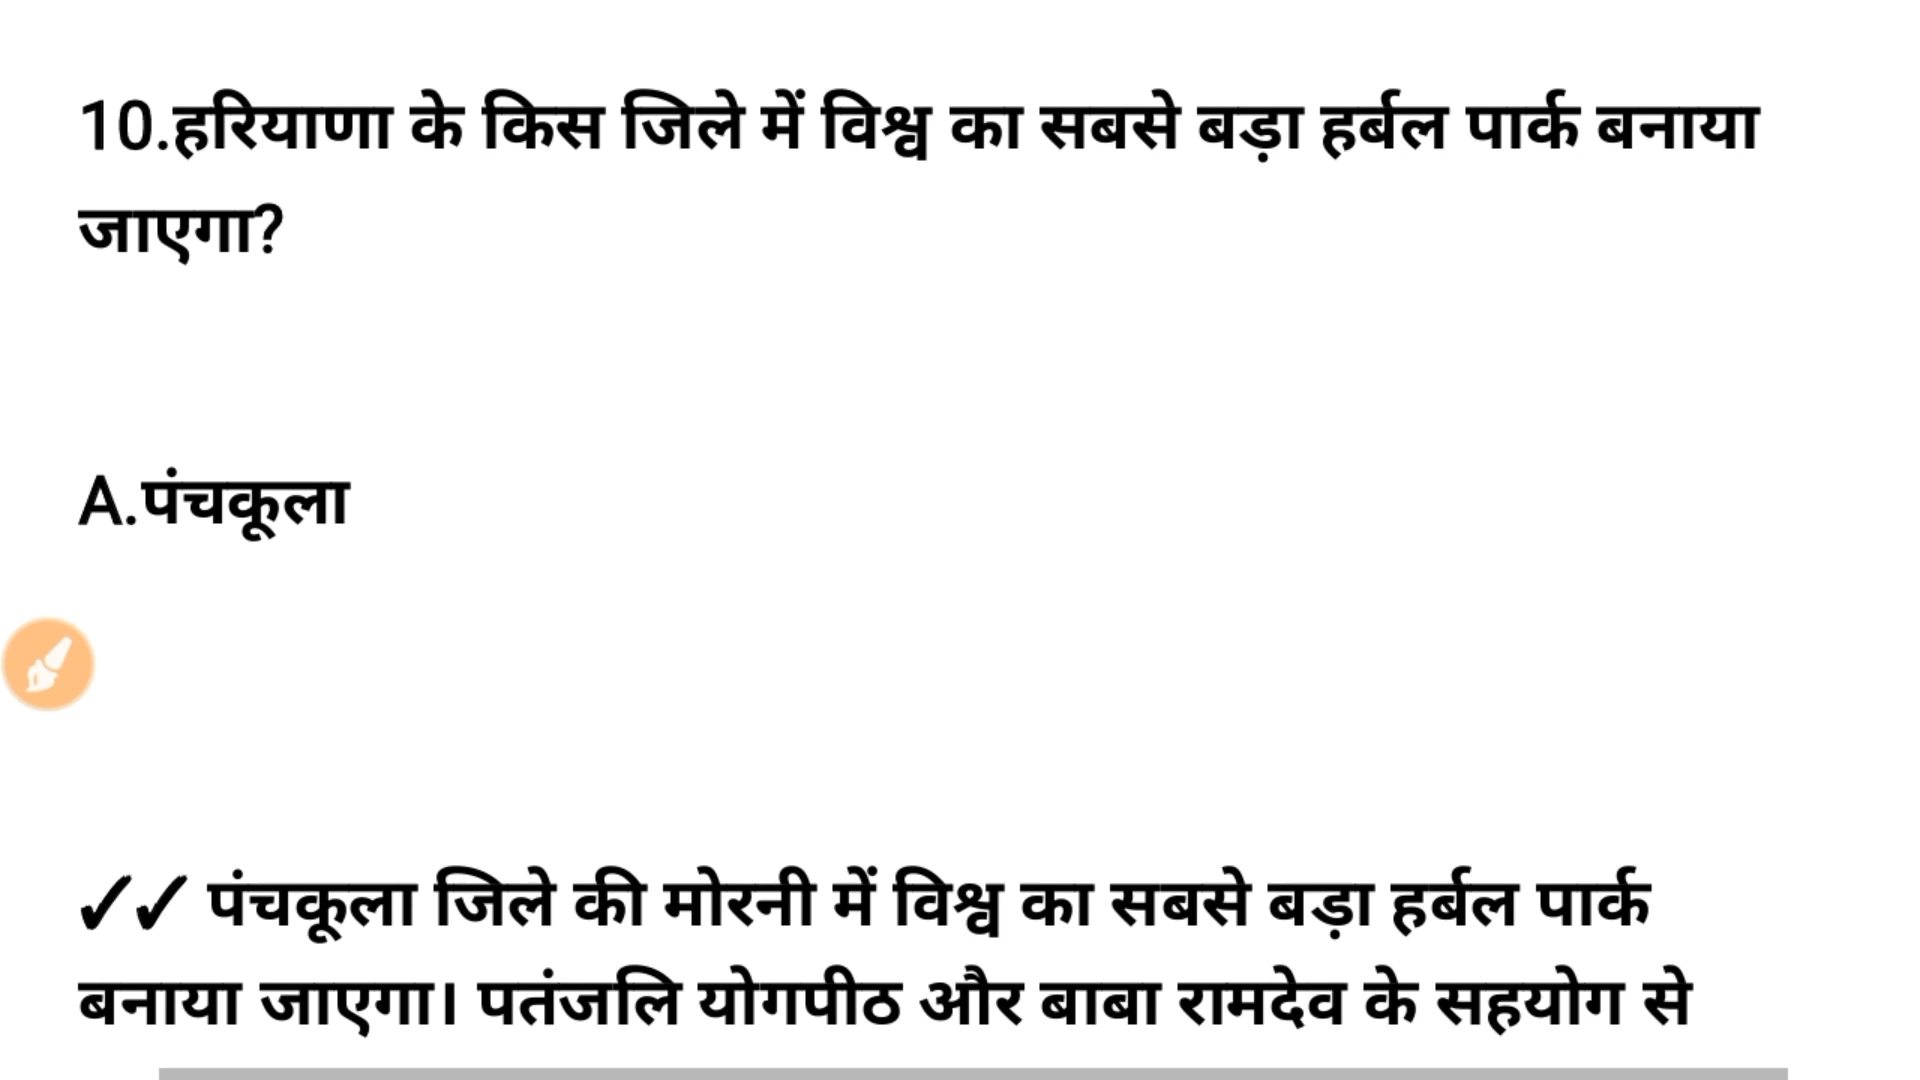 10.हरियाणा के किस जिले में विश्व का सबसे बड़ा हर्बल पार्क बनाया
जाएगा?
A.पंचकूला
✓✓ पंचकूला जिले की मोरनी में विश्व का सबसे बड़ा हर्बल पार्क
बनाया जाएगा। पतंजलि योगपीठ और बाबा रामदेव के सहयोग से